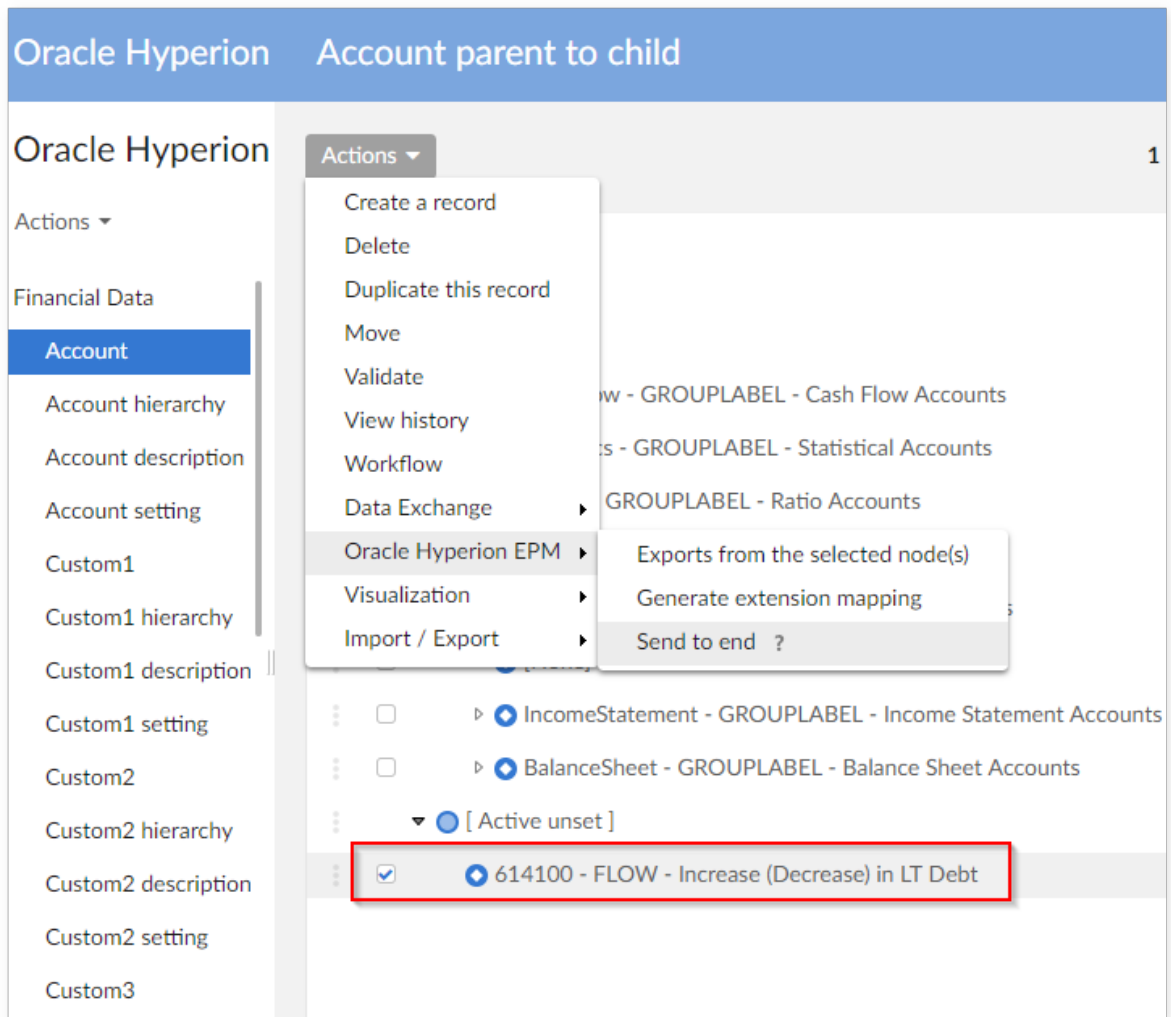 Oracle Hyperion Account parent to child
Oracle Hyperion
Actions
Financial Data
Account
Account hierarchy
Account description
Account setting
Custom1
Custom1 hierarchy
Custom1 description
Custom1 setting
Custom2
Custom2 hierarchy
Custom2 description
Custom2 setting
Custom3
Actions
1
Create a record
Delete
Duplicate this record
Move
Validate
View history
Workflow
Data Exchange
Oracle Hyperion EPM
Visualization
Import / Export
Exports from the selected node(s)
Generate extension mapping
Send to end ?
- GROUPLABEL - Cash Flow Accounts
- GROUPLABEL - Statistical Accounts
GROUPLABEL - Ratio Accounts
IncomeStatement - GROUPLABEL - Income Statement Accounts
BalanceSheet - GROUPLABEL - Balance Sheet Accounts
[ Active unset ]
614100 - FLOW - Increase (Decrease) in LT Debt